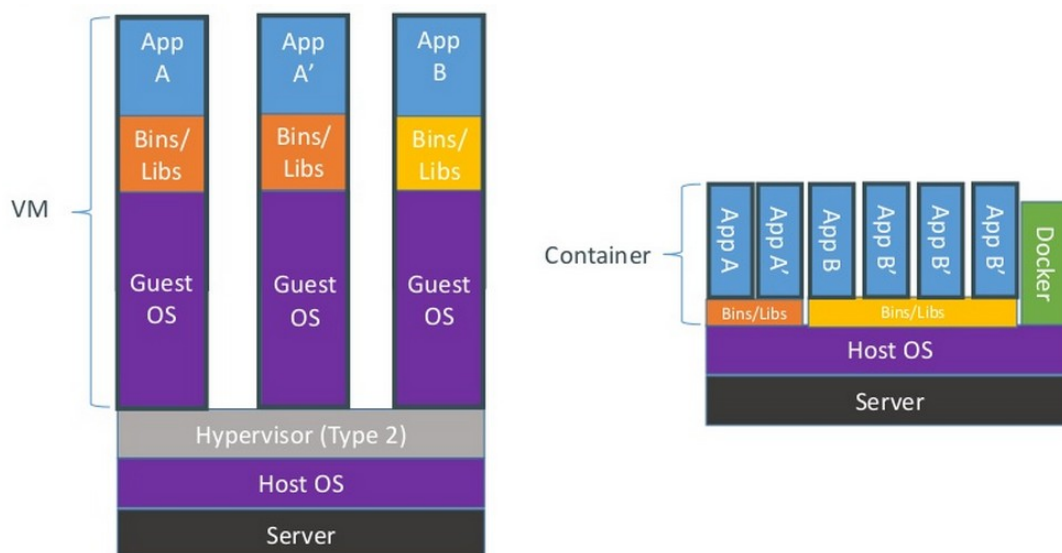 VM
App
A
App
A’
App
B
Bins/
Libs
Bins/
Libs
Bins/
Libs
Guest
OS
Guest
OS
Guest
OS
Hypervisor (Type 2)
Host OS
Server
Container
App A
App A’
App B
App B’
App B’
App B’
Docker
Bins/Libs
Bins/Libs
Host OS
Server